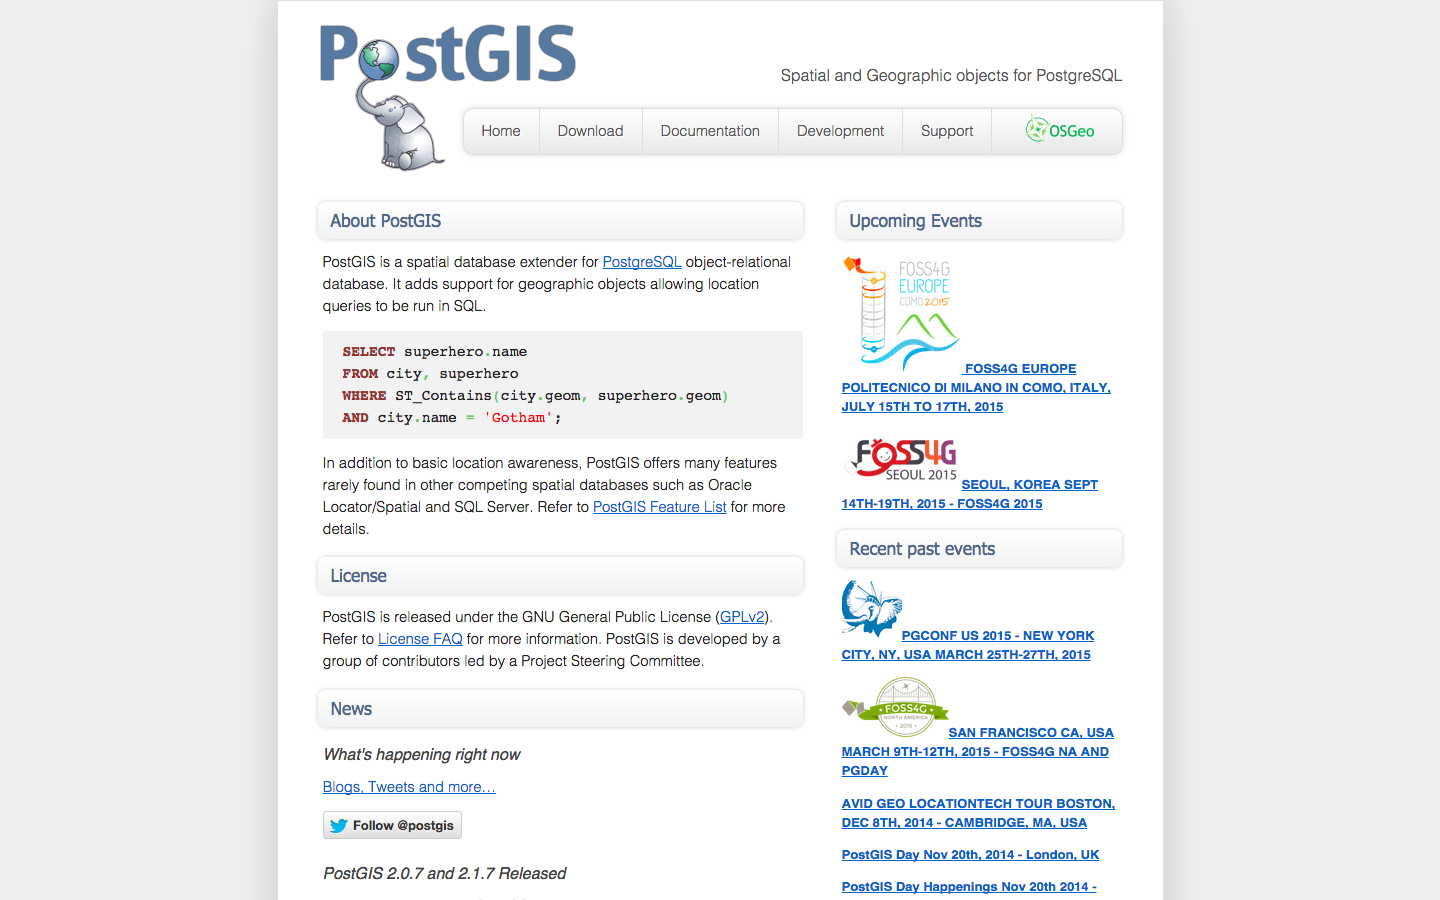 PostGIS
Spatial and Geographic objects for PostgreSQL
Home
Download
Documentation
Development
Support
OSGeo
About PostGIS
PostGIS is a spatial database extender for PostgreSQL object-relational
database. It adds support for geographic objects allowing location
queries to be run in SQL.
SELECT superhero.name
FROM city, superhero
WHERE ST_Contains(city.geom, superhero.geom)
AND city.name = 'Gotham';
In addition to basic location awareness, PostGIS offers many features
rarely found in other competing spatial databases such as Oracle
Locator/Spatial and SQL Server. Refer to PostGIS Feature List for more
details.
License
PostGIS is released under the GNU General Public License (GPLv2).
Refer to License FAQ for more information. PostGIS is developed by a
group of contributors led by a Project Steering Committee.
News
What's happening right now
Blogs, Tweets and more…
Follow @postgis
PostGIS 2.0.7 and 2.1.7 Released
Upcoming Events
FOSS4G
EUROPE
COMO 2015
FOSS4G EUROPE
POLITECNICO DI MILANO IN COMO, ITALY,
JULY 15TH TO 17TH, 2015
FOSS4G
SEOUL 2015
SEOUL, KOREA SEPT
14TH-19TH, 2015 - FOSS4G 2015
Recent past events
PGCONF US 2015 - NEW YORK
CITY, NY, USA MARCH 25TH-27TH, 2015
FOSS4G
NORTH AMERICA
• 2015 •
SAN FRANCISCO CA, USA
MARCH 9TH-12TH, 2015 - FOSS4G NA AND
PGDAY
AVID GEO LOCATIONTECH TOUR BOSTON,
DEC 8TH, 2014 - CAMBRIDGE, MA, USA
PostGIS Day Nov 20th, 2014 - London, UK
PostGIS Day Happenings Nov 20th 2014 -